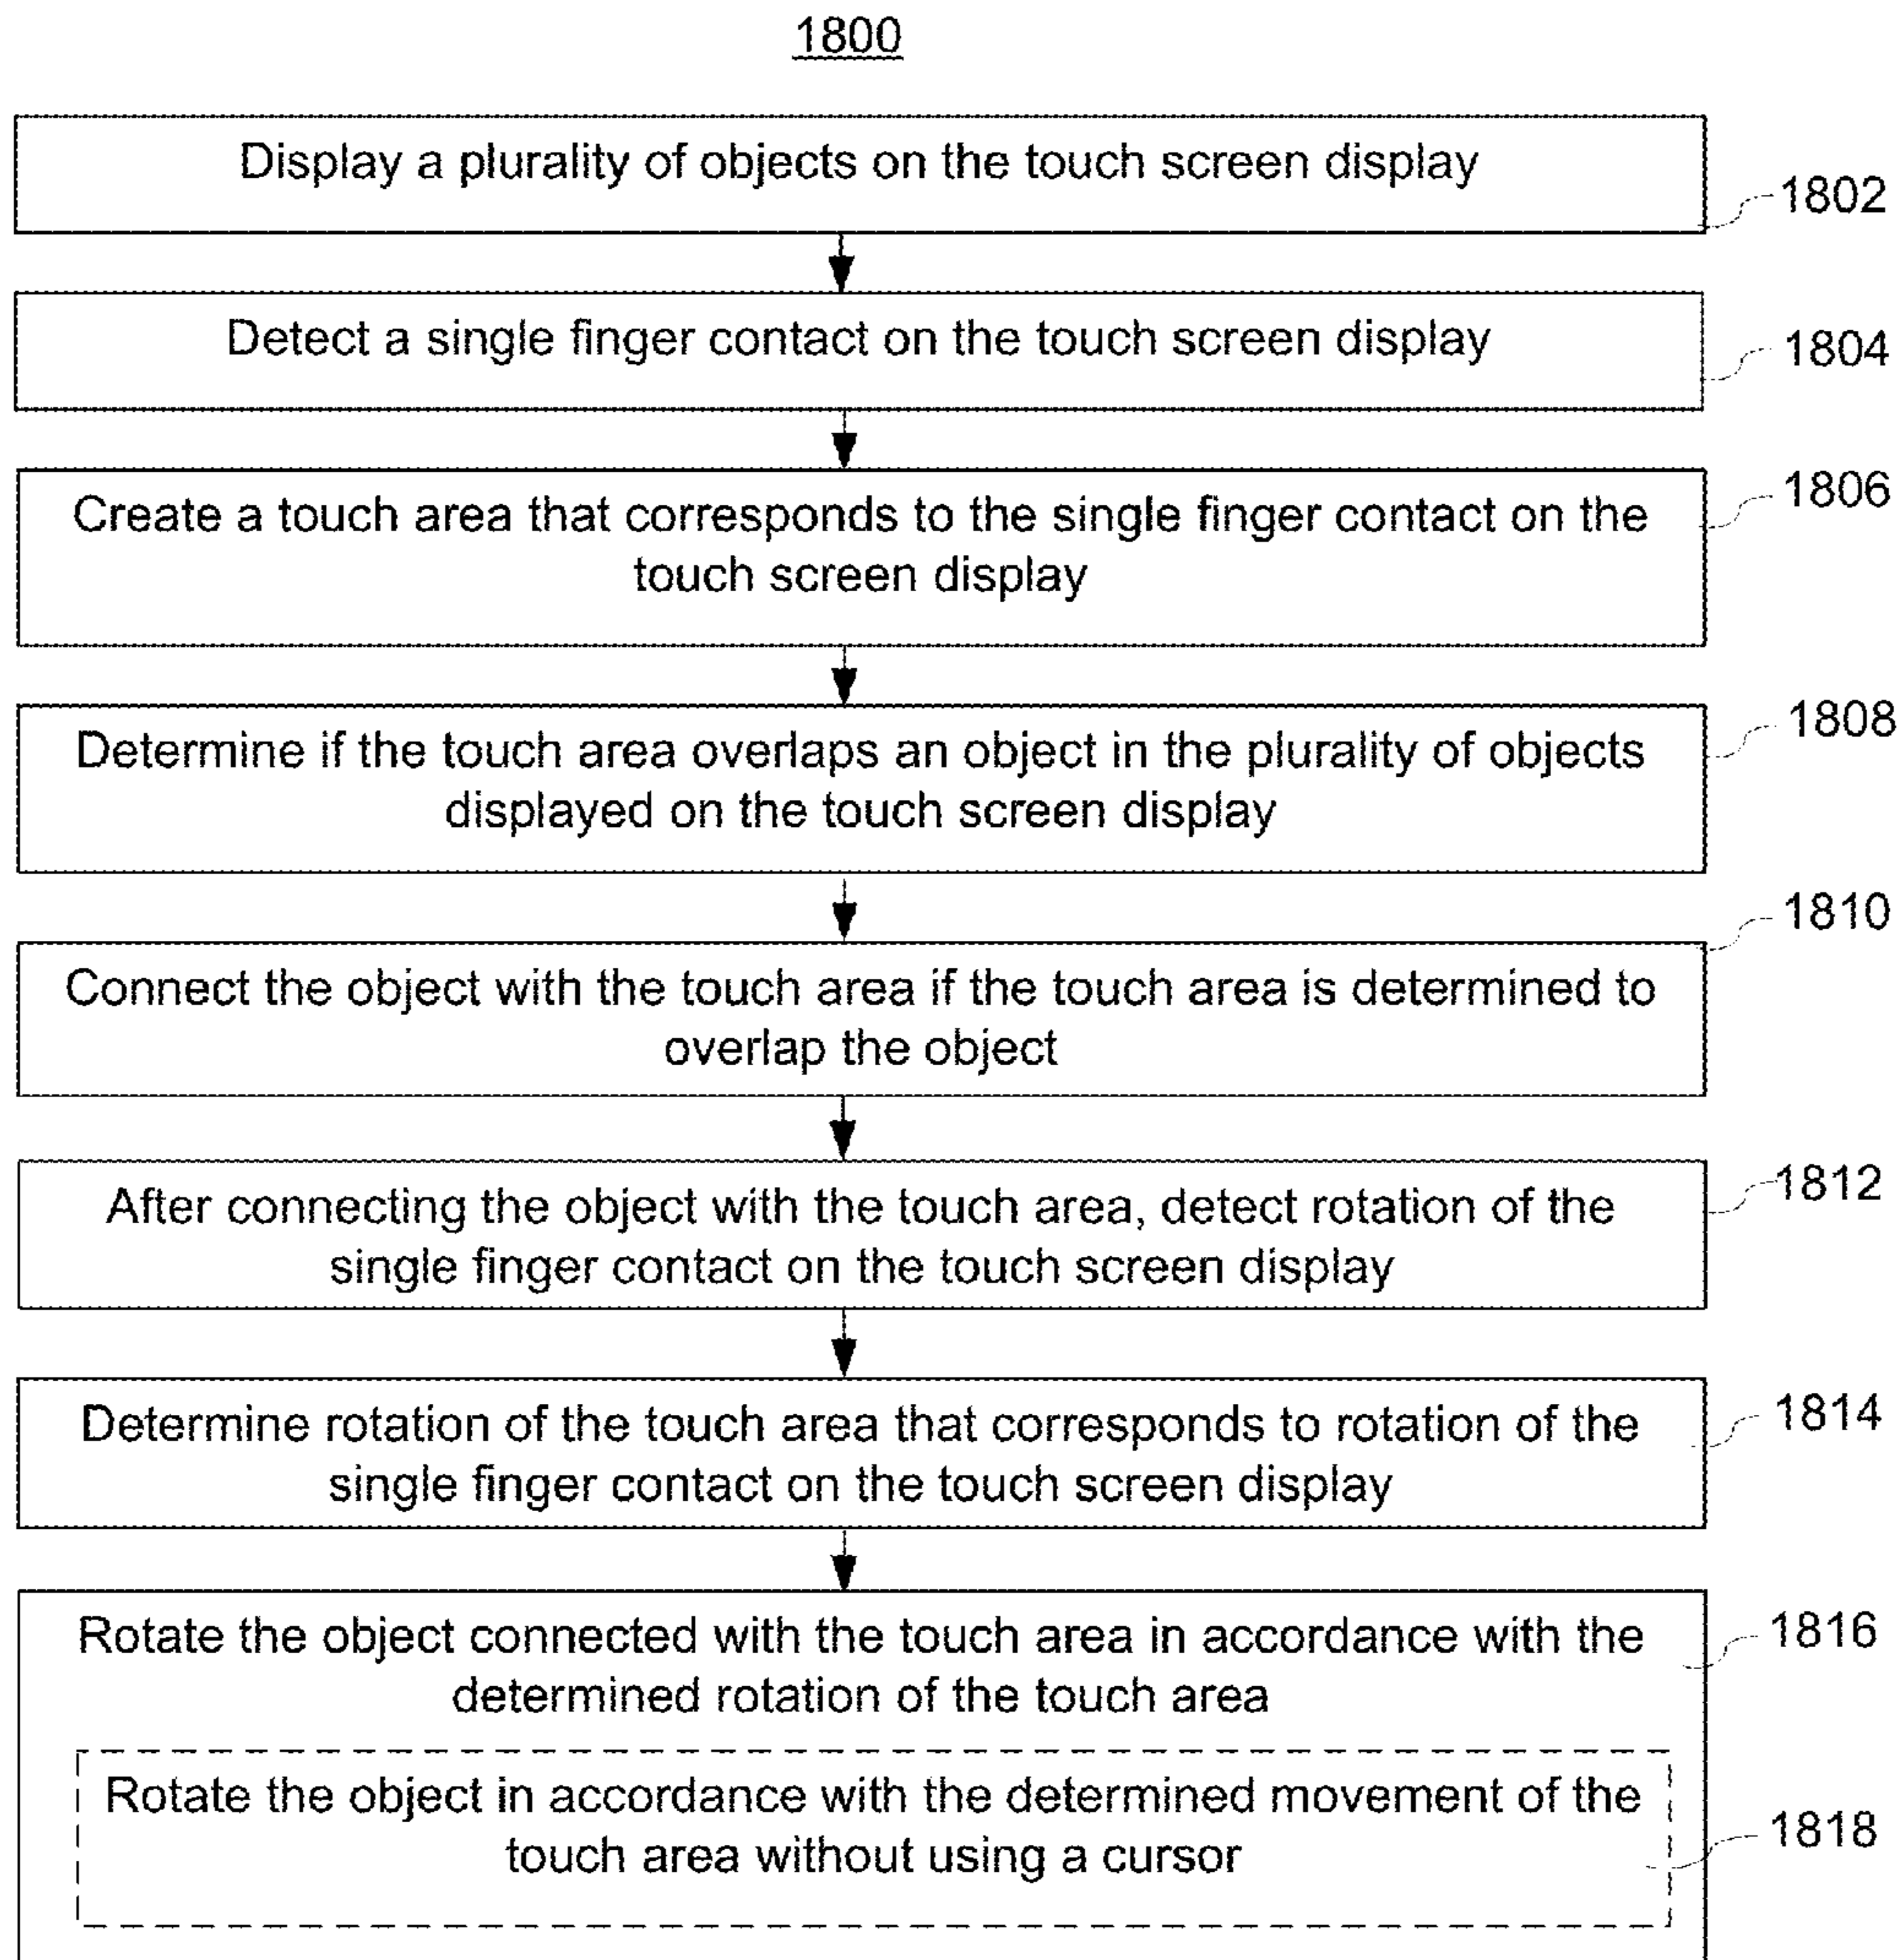 1800
Display a plurality of objects on the touch screen display
1802
Detect a single finger contact on the touch screen display
1804
Create a touch area that corresponds to the single finger contact on the
touch screen display
1806
Determine if the touch area overlaps an object in the plurality of objects
displayed on the touch screen display
1808
Connect the object with the touch area if the touch area is determined to
overlap the object
1810
After connecting the object with the touch area, detect rotation of the
single finger contact on the touch screen display
1812
Determine rotation of the touch area that corresponds to rotation of the
single finger contact on the touch screen display
1814
Rotate the object connected with the touch area in accordance with the
determined rotation of the touch area
1816
Rotate the object in accordance with the determined movement of the
touch area without using a cursor
1818